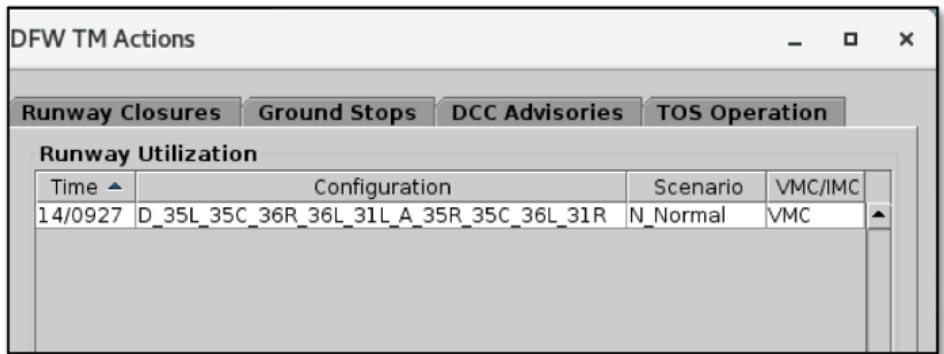 DFW TM Actions
Runway Closures Ground Stops DCC Advisories TOS Operation
Runway Utilization
Time Configuration Scenario VMC/IMC
14/0927 D_35L_35C_36R_36L_31L_A_35R_35C_36L_31R N_Normal VMC